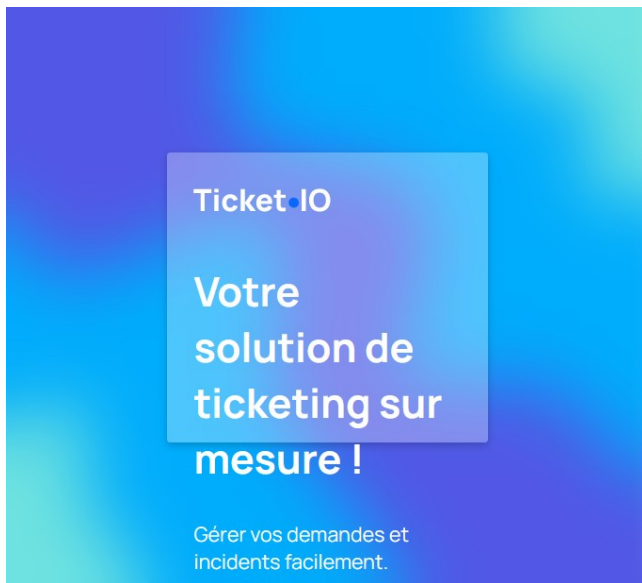 Ticket•IO
Votre
solution de
ticketing sur
mesure !
Gérer vos demandes et
incidents facilement.